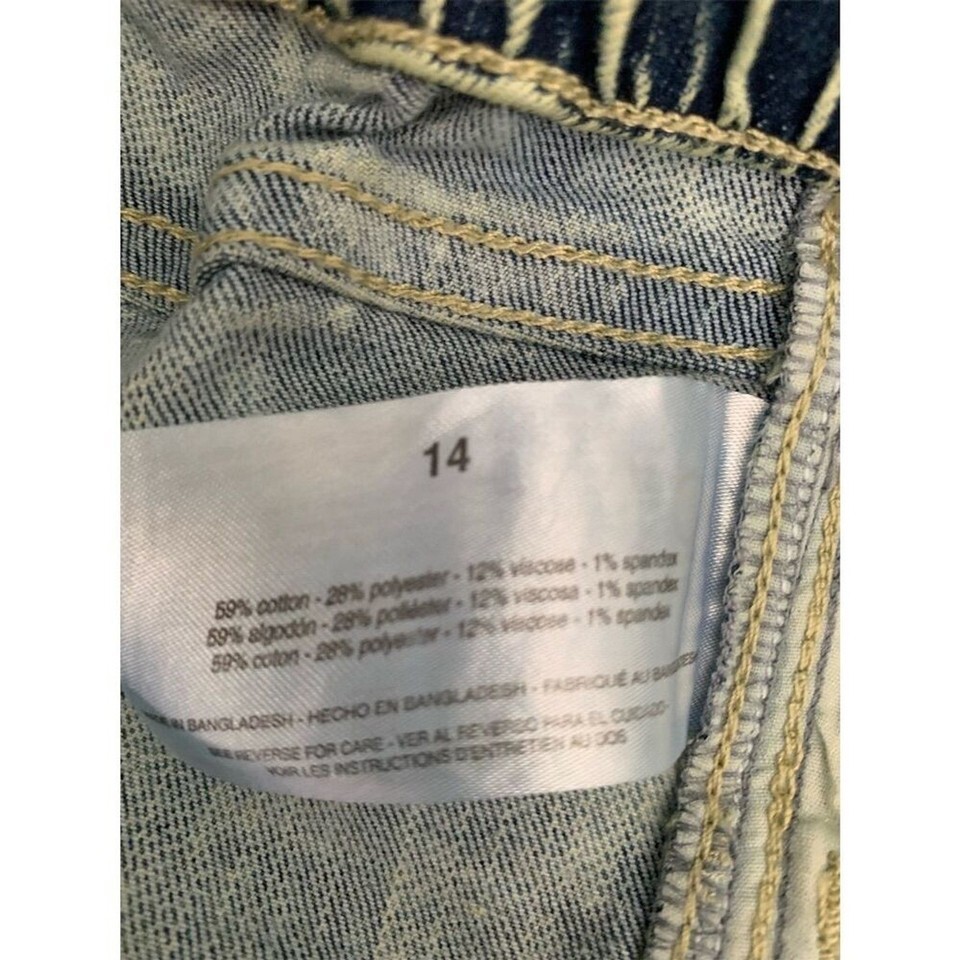 14
59% cotton - 28% polyester - 12% viscose - 1% spandex
59% algodón - 28% poliéster - 12% viscosa - 1% spandex
59% coton - 28% polyester - 12% viscose - 1% spandex
IN BANGLADESH - HECHO EN BANGLADESH - FABRIQUÉ AU
SEE REVERSE FOR CARE - VER AL REVERSO PARA EL CUIDADO-
VOIR LES INSTRUCTIONS D'ENTRETIEN AU DOS